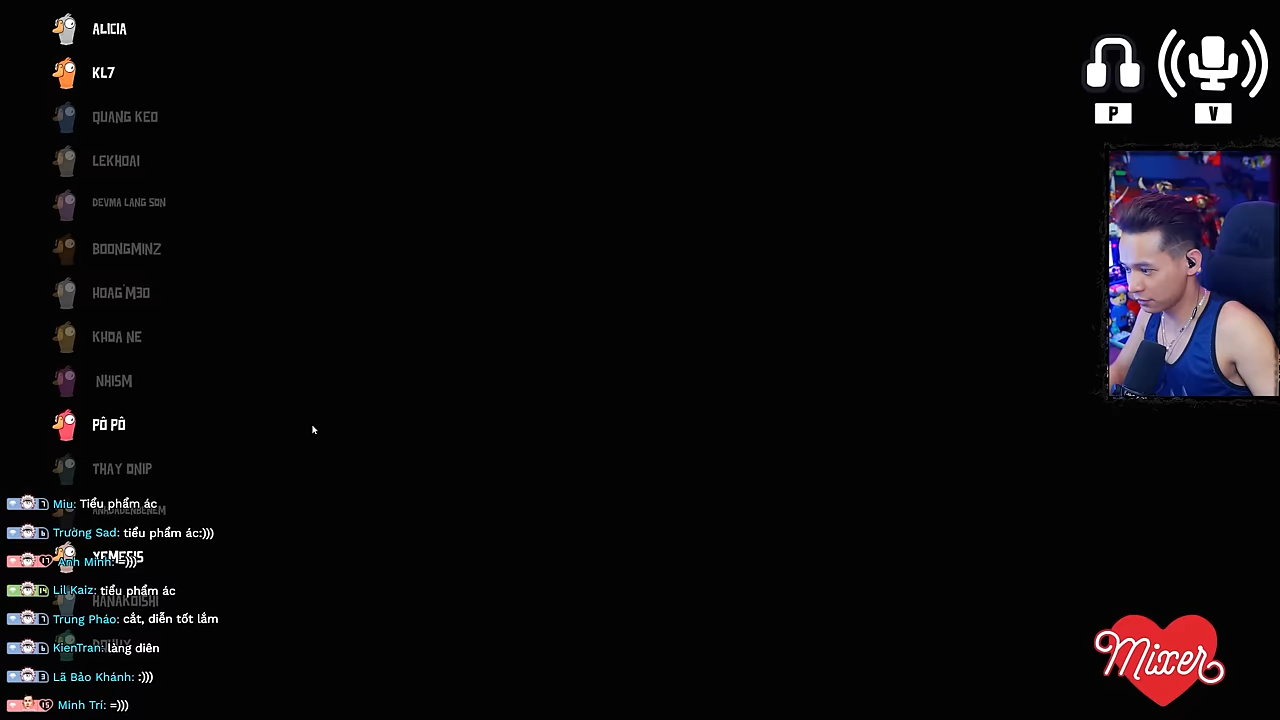 ALICIA
KL7
QUANG KEO
LEKHOAI
DEVMA LANG SON
BOONGMINZ
HOAG'M3O
KHOA NE
NHISM
PÔ PÔ
THAY ONIP
Miu: Tiểu phẩm ác
Trường Sad: tiểu phẩm ác:)))
Anh Minh: =)))
Lil Kaiz: tiểu phẩm ác
HANAKOISHI
Trung Pháo: cắt, diễn tốt lắm
KienTran: làng diên
Lã Bảo Khánh: :)))
Minh Trí: =)))
P
V
Mixer